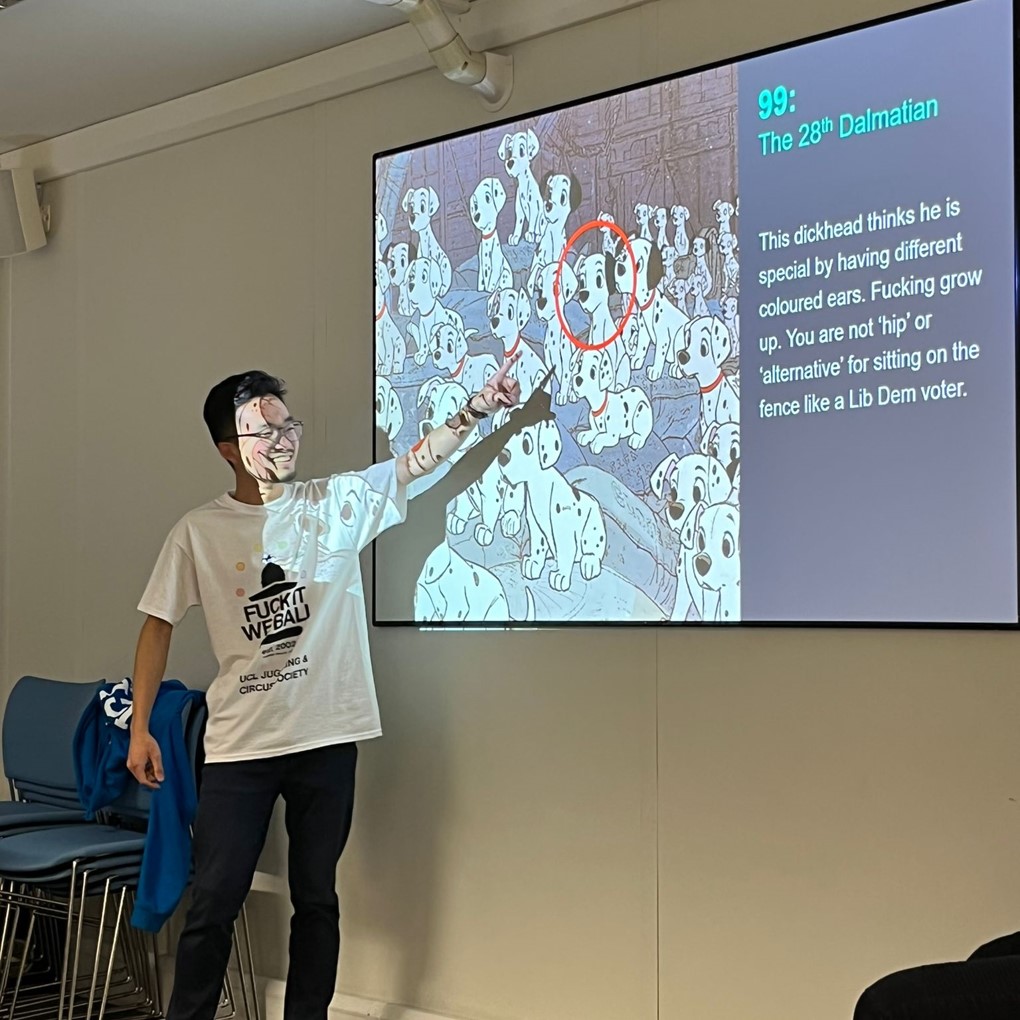 99:
The 28th Dalmatian
This dickhead thinks he is
special by having different
coloured ears. Fucking grow
up. You are not 'hip' or
'alternative' for sitting on the
fence like a Lib Dem voter.
FUCK IT
WE BALL
est. 2002
UCL JUGGLING &
CIRCUS SOCIETY